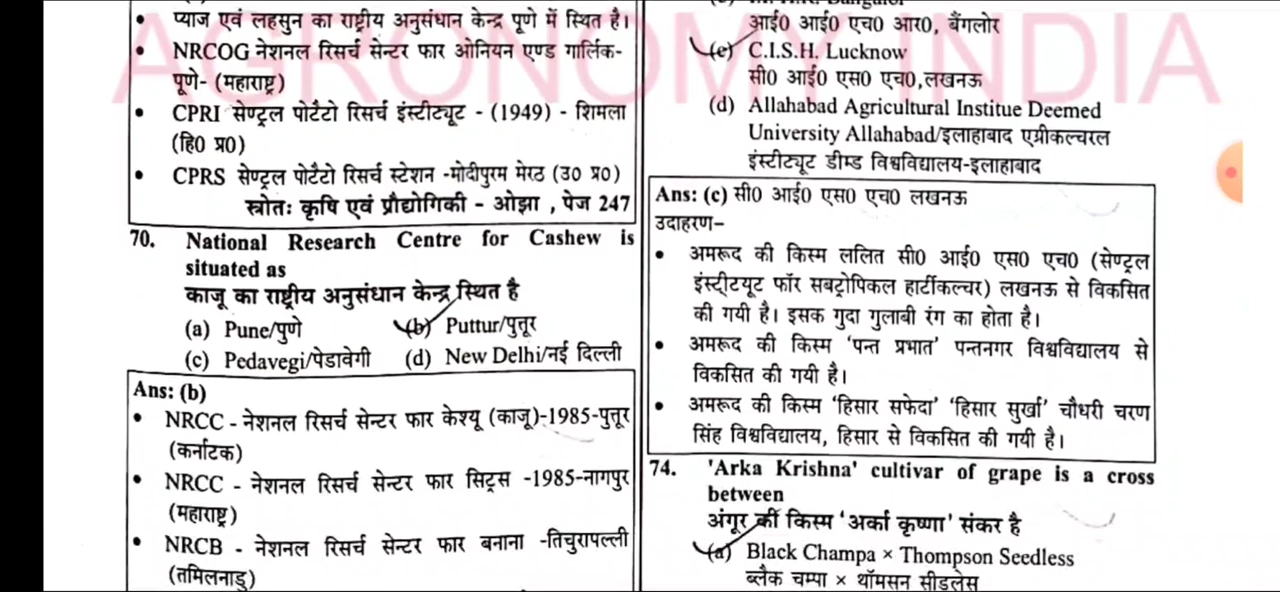 AGRONOMY INDIA
• प्याज एवं लहसुन का राष्ट्रीय अनुसंधान केन्द्र पूणे में स्थित है।
• NRCOG नेशनल रिसर्च सेन्टर फार ओनियन एण्ड गार्लिक-
पूणे- (महाराष्ट्र)
• CPRI सेण्ट्रल पोटैटो रिसर्च इंस्टीट्यूट - (1949) - शिमला
(हि0 प्र0)
• CPRS सेण्ट्रल पोटैटो रिसर्च स्टेशन -मोदीपुरम मेरठ (उ0 प्र0)
स्त्रोतः कृषि एवं प्रौद्योगिकी - ओझा , पेज 247
70. National Research Centre for Cashew is
situated as
काजू का राष्ट्रीय अनुसंधान केन्द्र स्थित है
(a) Pune/पुणे (b) Puttur/पुत्तूर
(c) Pedavegi/पेडावेगी (d) New Delhi/नई दिल्ली
Ans: (b)
• NRCC - नेशनल रिसर्च सेन्टर फार केश्यू (काजू)-1985-पुत्तूर
(कर्नाटक)
• NRCC - नेशनल रिसर्च सेन्टर फार सिट्रस -1985-नागपुर
(महाराष्ट्र)
• NRCB - नेशनल रिसर्च सेन्टर फार बनाना -तिचुरापल्ली
(तमिलनाडु)
आई0 आई0 एच0 आर0, बैंगलोर
(c) C.I.S.H. Lucknow
सी0 आई0 एस0 एच0,लखनऊ
(d) Allahabad Agricultural Institue Deemed
University Allahabad/इलाहाबाद एग्रीकल्चरल
इंस्टीट्यूट डीम्ड विश्वविद्यालय-इलाहाबाद
Ans: (c) सी0 आई0 एस0 एच0 लखनऊ
उदाहरण–
• अमरूद की किस्म ललित सी0 आई0 एस0 एच0 (सेण्ट्रल
इंस्ट्रीटयूट फॉर सबट्रोपिकल हार्टीकल्चर) लखनऊ से विकसित
की गयी है। इसक गुदा गुलाबी रंग का होता है।
• अमरूद की किस्म 'पन्त प्रभात' पन्तनगर विश्वविद्यालय से
विकसित की गयी है।
• अमरूद की किस्म 'हिसार सफेदा' 'हिसार सुर्खा' चौधरी चरण
सिंह विश्वविद्यालय, हिसार से विकसित की गयी है।
74. 'Arka Krishna' cultivar of grape is a cross
between
अंगूर की किस्म 'अर्का कृष्णा' संकर है
(a) Black Champa × Thompson Seedless
ब्लैक चम्पा × थॉमसन सीडलेस